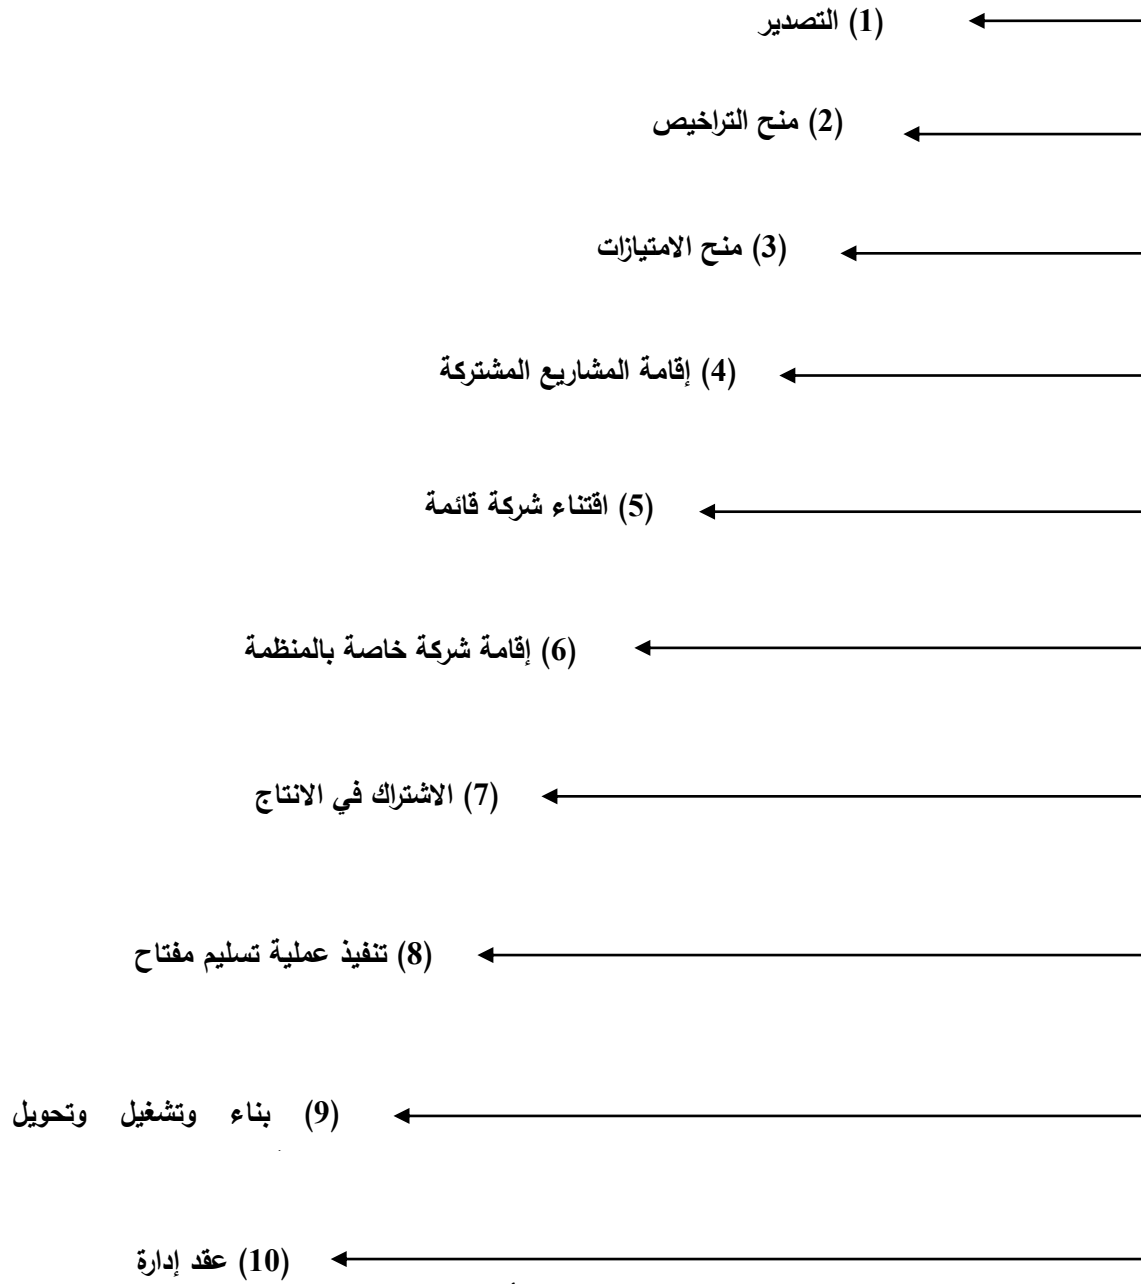 (1) التصدير
(2) منح التراخيص
(3) منح الامتيازات
(4) إقامة المشاريع المشتركة
(5) اقتناء شركة قائمة
(6) إقامة شركة خاصة بالمنظمة
(7) الاشتراك في الانتاج
(8) تنفيذ عملية تسليم مفتاح
(9) بناء وتشغيل وتحويل
(10) عقد إدارة